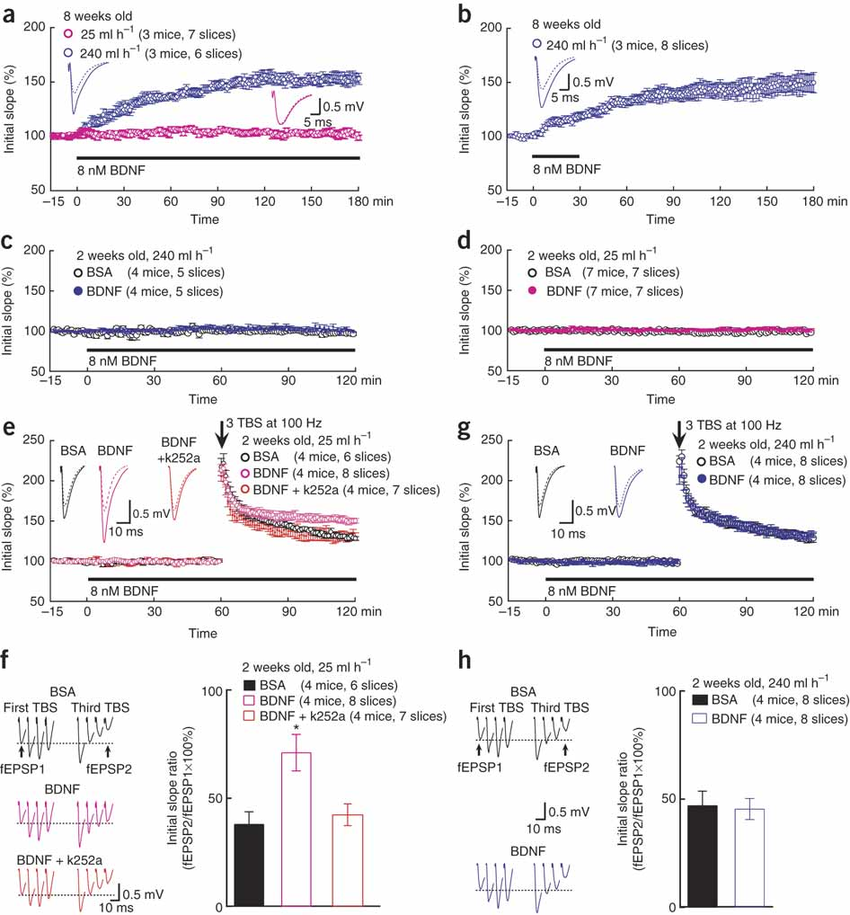 a
8 weeks old
25 ml h⁻¹ (3 mice, 7 slices)
240 ml h⁻¹ (3 mice, 6 slices)
Initial slope (%)
200
150
100
50
0.5 mV
5 ms
8 nM BDNF
−15 0 30 60 90 120 150 180 min
Time
b
8 weeks old
240 ml h⁻¹ (3 mice, 8 slices)
Initial slope (%)
200
150
100
50
0.5 mV
5 ms
8 nM BDNF
−15 0 30 60 90 120 150 180 min
Time
c
2 weeks old, 240 ml h⁻¹
BSA (4 mice, 5 slices)
BDNF (4 mice, 5 slices)
Initial slope (%)
200
150
100
50
8 nM BDNF
−15 0 30 60 90 120 min
Time
d
2 weeks old, 25 ml h⁻¹
BSA (7 mice, 7 slices)
BDNF (7 mice, 7 slices)
Initial slope (%)
200
150
100
50
8 nM BDNF
−15 0 30 60 90 120 min
Time
e
3 TBS at 100 Hz
2 weeks old, 25 ml h⁻¹
BSA (4 mice, 6 slices)
BDNF (4 mice, 8 slices)
BDNF + k252a (4 mice, 7 slices)
BSA
BDNF
BDNF
+k252a
0.5 mV
10 ms
Initial slope (%)
250
200
150
100
50
8 nM BDNF
−15 0 30 60 90 120 min
Time
g
3 TBS at 100 Hz
2 weeks old, 240 ml h⁻¹
BSA (4 mice, 8 slices)
BDNF (4 mice, 8 slices)
BSA
BDNF
0.5 mV
10 ms
Initial slope (%)
250
200
150
100
50
8 nM BDNF
−15 0 30 60 90 120 min
Time
f
BSA
First TBS Third TBS
fEPSP1 fEPSP2
BDNF
BDNF + k252a
0.5 mV
10 ms
2 weeks old, 25 ml h⁻¹
BSA (4 mice, 6 slices)
BDNF (4 mice, 8 slices)
BDNF + k252a (4 mice, 7 slices)
*
Initial slope ratio
(fEPSP2/fEPSP1×100%)
100
50
0
h
BSA
First TBS Third TBS
fEPSP1 fEPSP2
0.5 mV
10 ms
BDNF
2 weeks old, 240 ml h⁻¹
BSA (4 mice, 8 slices)
BDNF (4 mice, 8 slices)
Initial slope ratio
(fEPSP2/fEPSP1×100%)
100
50
0